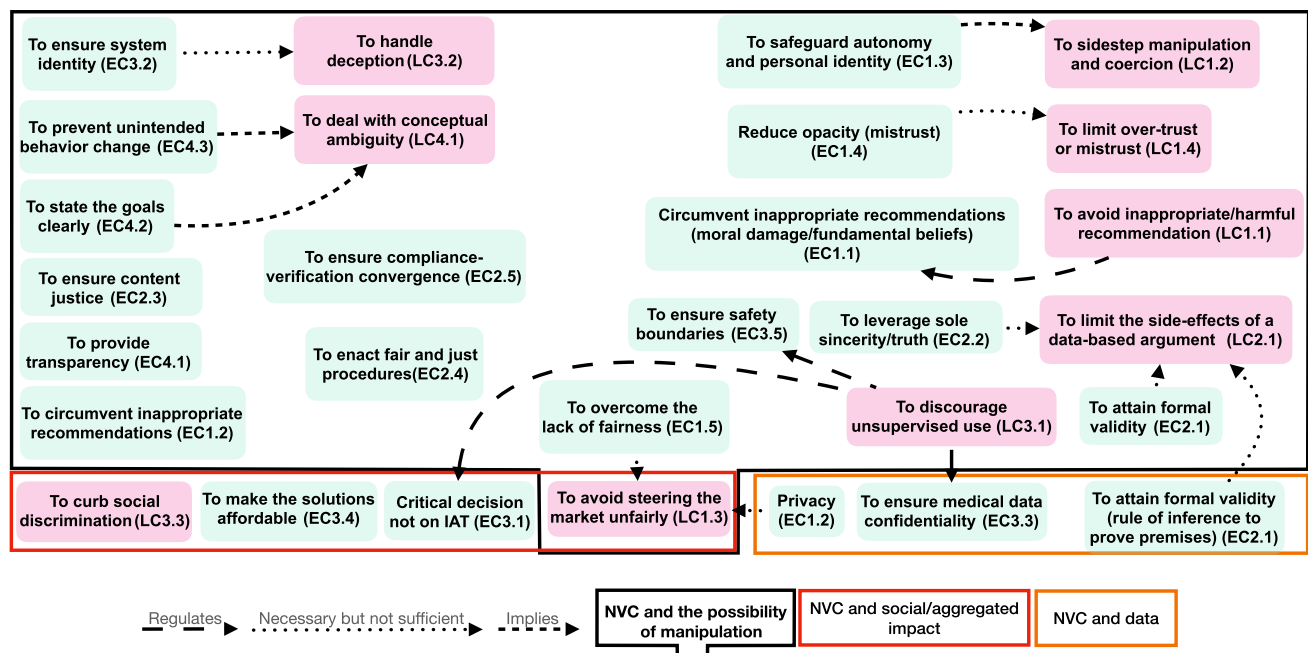 To ensure system
identity (EC3.2)
To handle
deception (LC3.2)
To safeguard autonomy
and personal identity (EC1.3)
To sidestep manipulation
and coercion (LC1.2)
To prevent unintended
behavior change (EC4.3)
To deal with conceptual
ambiguity (LC4.1)
Reduce opacity (mistrust)
(EC1.4)
To limit over-trust
or mistrust (LC1.4)
To state the goals
clearly (EC4.2)
Circumvent inappropriate recommendations
(moral damage/fundamental beliefs)
(EC1.1)
To avoid inappropriate/harmful
recommendation (LC1.1)
To ensure compliance-
verification convergence (EC2.5)
To ensure content
justice (EC2.3)
To ensure safety
boundaries (EC3.5)
To leverage sole
sincerity/truth (EC2.2)
To limit the side-effects of a
data-based argument (LC2.1)
To provide
transparency (EC4.1)
To enact fair and just
procedures(EC2.4)
To circumvent inappropriate
recommendations (EC1.2)
To overcome the
lack of fairness (EC1.5)
To discourage
unsupervised use (LC3.1)
To attain formal
validity (EC2.1)
To curb social
discrimination (LC3.3)
To make the solutions
affordable (EC3.4)
Critical decision
not on IAT (EC3.1)
To avoid steering the
market unfairly (LC1.3)
Privacy
(EC1.2)
To ensure medical data
confidentiality (EC3.3)
To attain formal validity
(rule of inference to
prove premises) (EC2.1)
Regulates
Necessary but not sufficient
Implies
NVC and the possibility
of manipulation
NVC and social/aggregated
impact
NVC and data